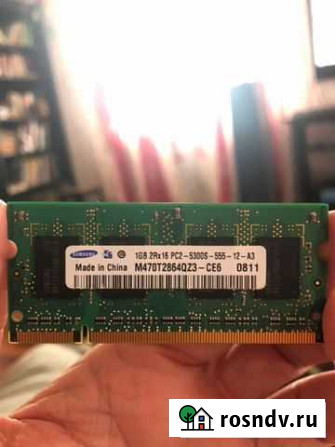 SAMSUNG
1GB 2Rx16 PC2-5300S-555-12-A3
Made in China M470T2864QZ3-CE6 0811
rosndv.ru